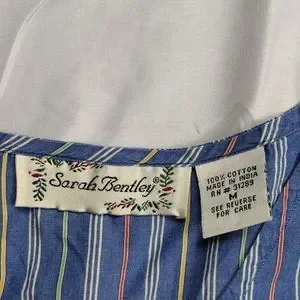 Sarah Bentley®
100% COTTON
MADE IN INDIA
RN # 31289
M
SEE REVERSE
FOR CARE